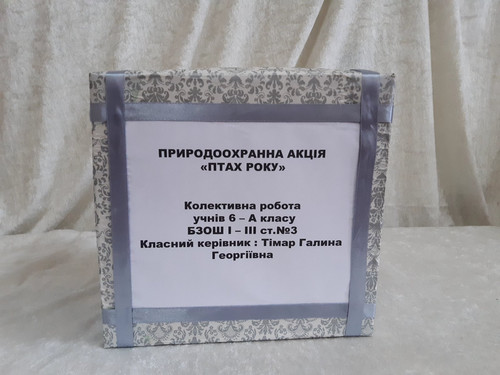 ПРИРОДООХРАННА АКЦІЯ
«ПТАХ РОКУ»
Колективна робота
учнів 6 – А класу
БЗОШ І – ІІІ ст.№3
Класний керівник : Тімар Галина
Георгіївна